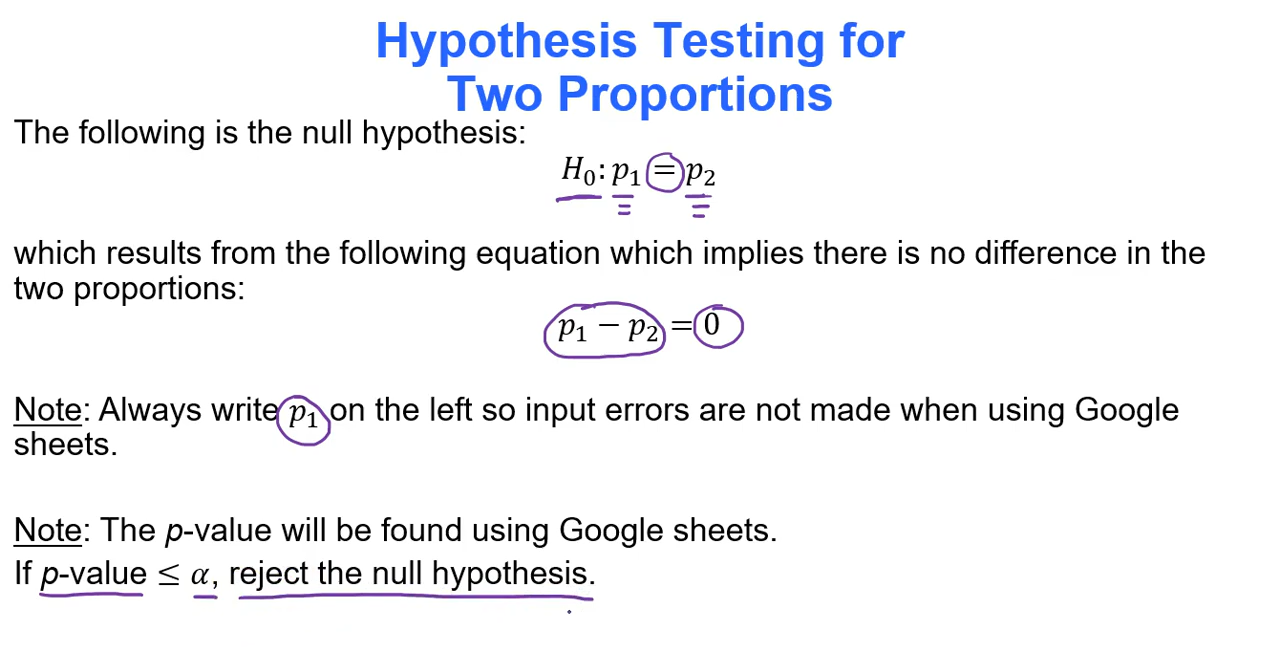 Hypothesis Testing for
Two Proportions
The following is the null hypothesis:
H₀: p₁ = p₂
which results from the following equation which implies there is no difference in the
two proportions:
p₁ − p₂ = 0
Note: Always write p₁ on the left so input errors are not made when using Google
sheets.
Note: The p-value will be found using Google sheets.
If p-value ≤ α, reject the null hypothesis.